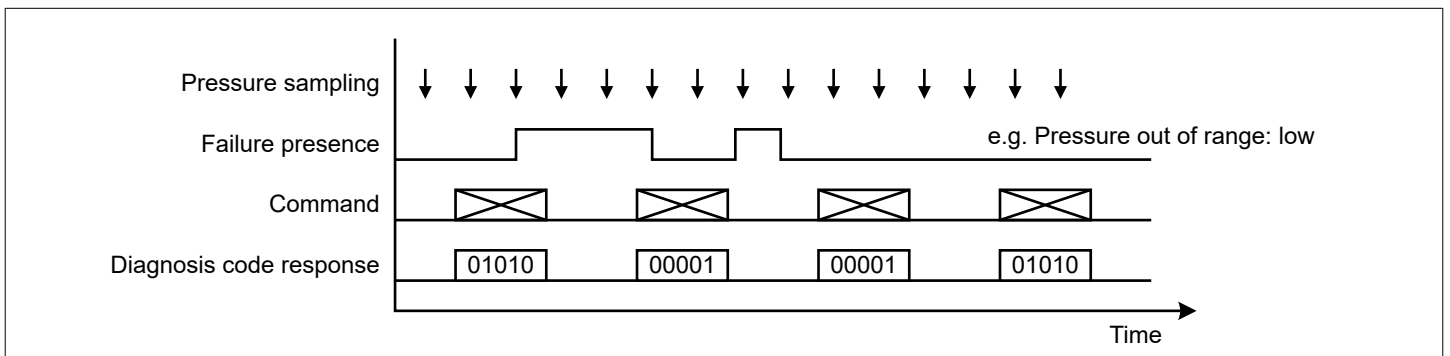 Pressure sampling
Failure presence
e.g. Pressure out of range: low
Command
Diagnosis code response
01010
00001
00001
01010
Time